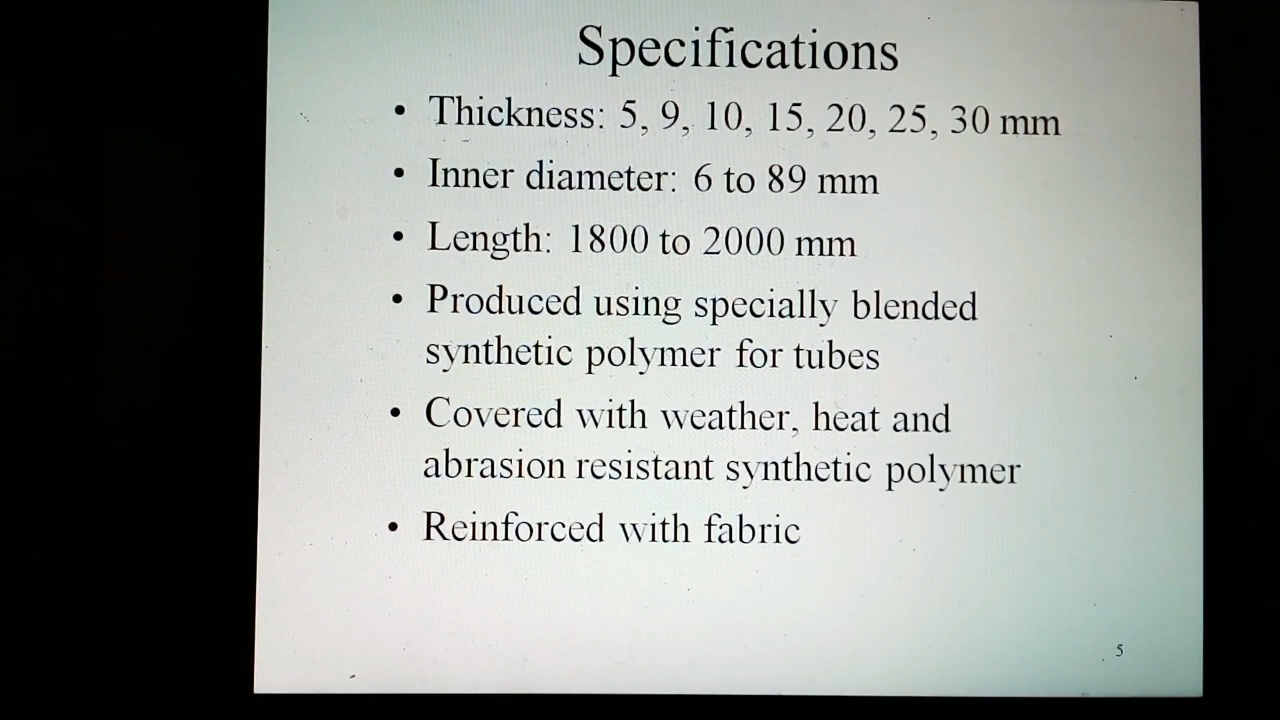 Specifications
• Thickness: 5, 9, 10, 15, 20, 25, 30 mm
• Inner diameter: 6 to 89 mm
• Length: 1800 to 2000 mm
• Produced using specially blended
synthetic polymer for tubes
• Covered with weather, heat and
abrasion resistant synthetic polymer
• Reinforced with fabric
5